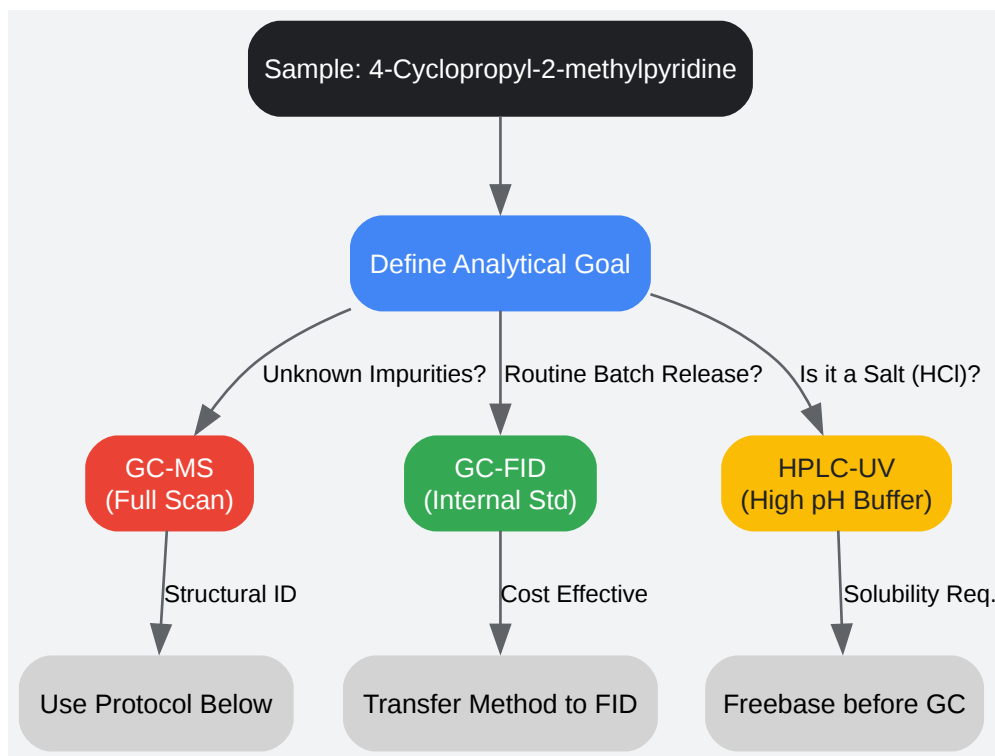 Sample: 4-Cyclopropyl-2-methylpyridine
Define Analytical Goal
Unknown Impurities?
Routine Batch Release?
Is it a Salt (HCl)?
GC-MS
(Full Scan)
GC-FID
(Internal Std)
HPLC-UV
(High pH Buffer)
Structural ID
Cost Effective
Solubility Req.
Use Protocol Below
Transfer Method to FID
Freebase before GC